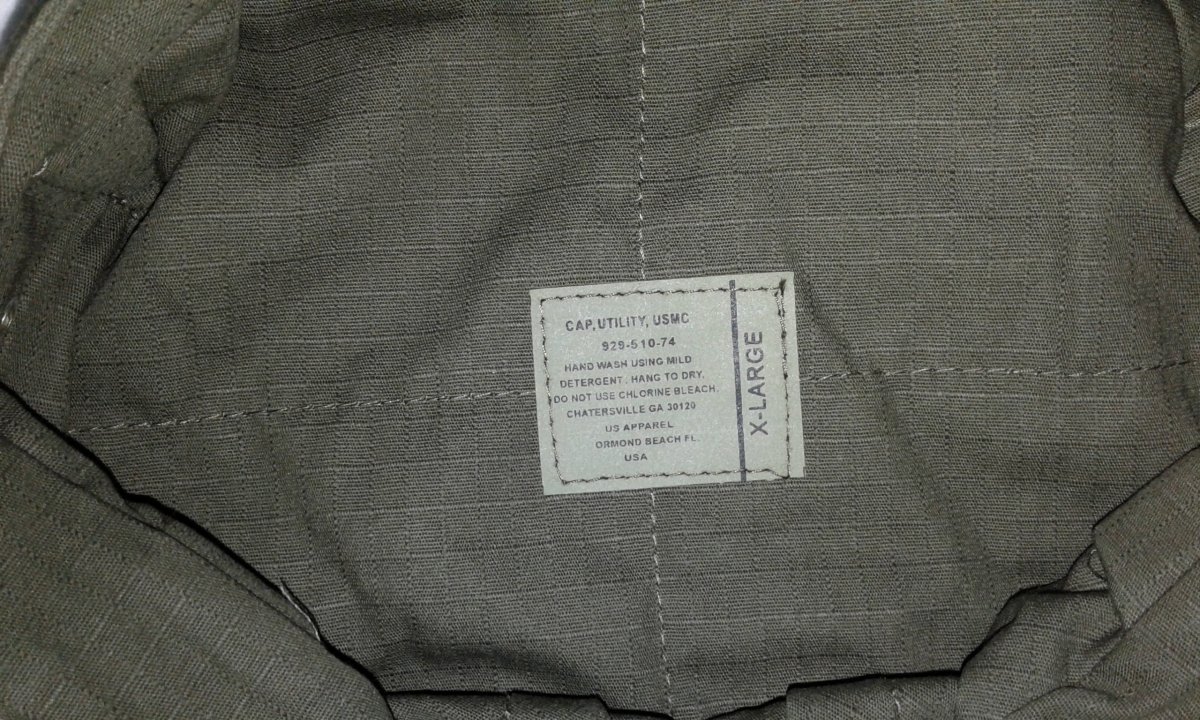 CAP,UTILITY, USMC
929-510-74
HAND WASH USING MILD
DETERGENT. HANG TO DRY.
DO NOT USE CHLORINE BLEACH.
CHATERSVILLE GA 30120
US APPAREL
ORMOND BEACH FL.
USA
X-LARGE